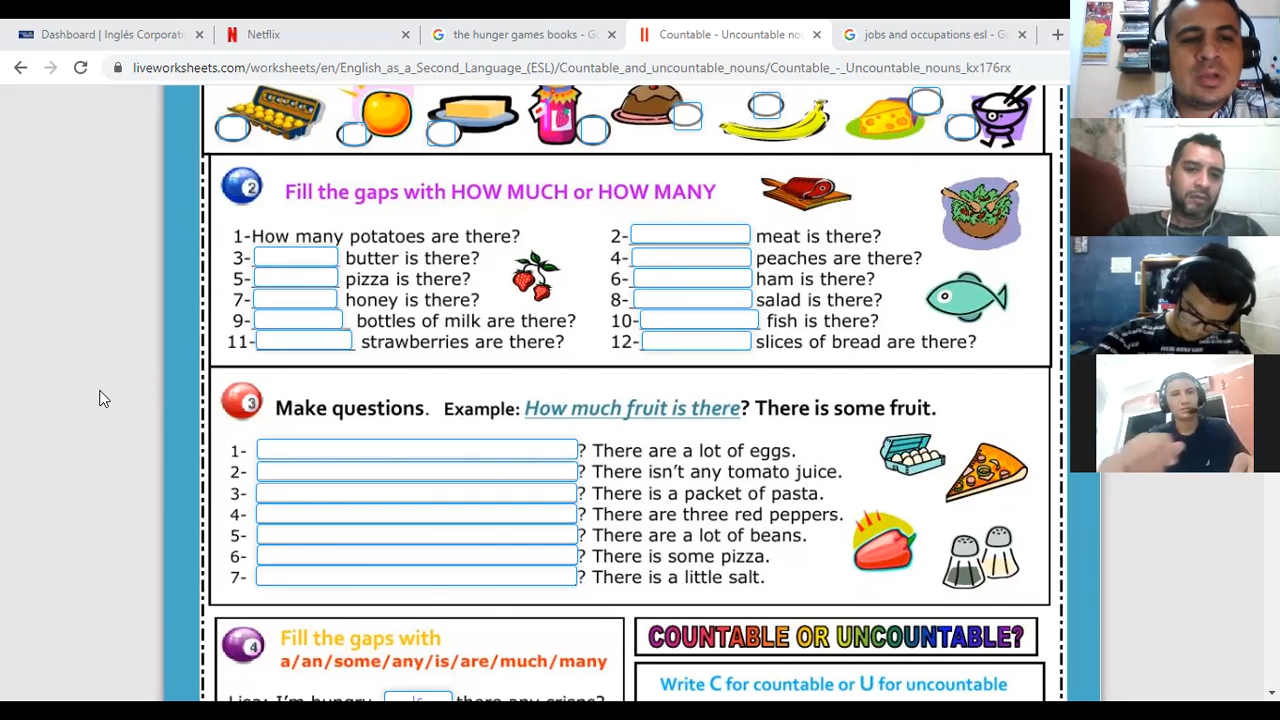 Dashboard | Inglés Corporati
Netflix
the hunger games books - G
Countable - Uncountable no
jobs and occupations esl - G
liveworksheets.com/worksheets/en/English_ _Language_(ESL)/Countable_and_uncountable_nouns/Countable_-_Uncountable_nouns_kx176rx
2
Fill the gaps with HOW MUCH or HOW MANY
1-How many potatoes are there?
2- meat is there?
3- butter is there?
4- peaches are there?
5- pizza is there?
6- ham is there?
7- honey is there?
8- salad is there?
9- bottles of milk are there?
10- fish is there?
11- strawberries are there?
12- slices of bread are there?
3
Make questions. Example: How much fruit is there? There is some fruit.
1- ? There are a lot of eggs.
2- ? There isn't any tomato juice.
3- ? There is a packet of pasta.
4- ? There are three red peppers.
5- ? There are a lot of beans.
6- ? There is some pizza.
7- ? There is a little salt.
4
Fill the gaps with
a/an/some/any/is/are/much/many
Lisa: I'm hungry. Is there any crisps?
COUNTABLE OR UNCOUNTABLE?
Write C for countable or U for uncountable